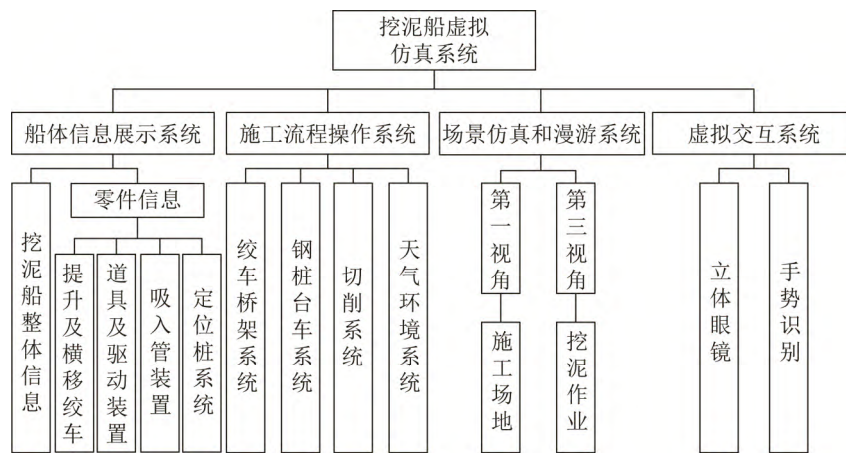 挖泥船虚拟
仿真系统
船体信息展示系统
施工流程操作系统
场景仿真和漫游系统
虚拟交互系统
挖泥船整体信息
零件信息
提升及横移绞车
道具及驱动装置
吸入管装置
定位桩系统
绞车桥架系统
钢桩台车系统
切削系统
天气环境系统
第一视角
施工场地
第三视角
挖泥作业
立体眼镜
手势识别